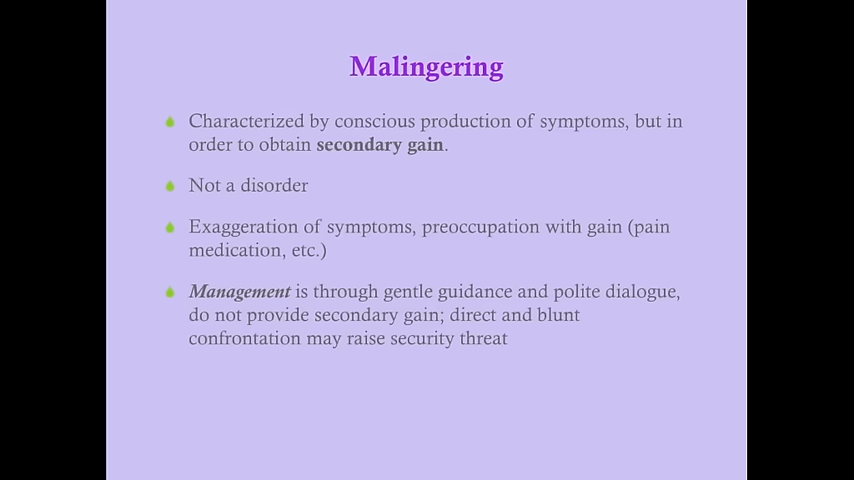 Malingering
Characterized by conscious production of symptoms, but in
order to obtain secondary gain.
Not a disorder
Exaggeration of symptoms, preoccupation with gain (pain
medication, etc.)
Management is through gentle guidance and polite dialogue,
do not provide secondary gain; direct and blunt
confrontation may raise security threat